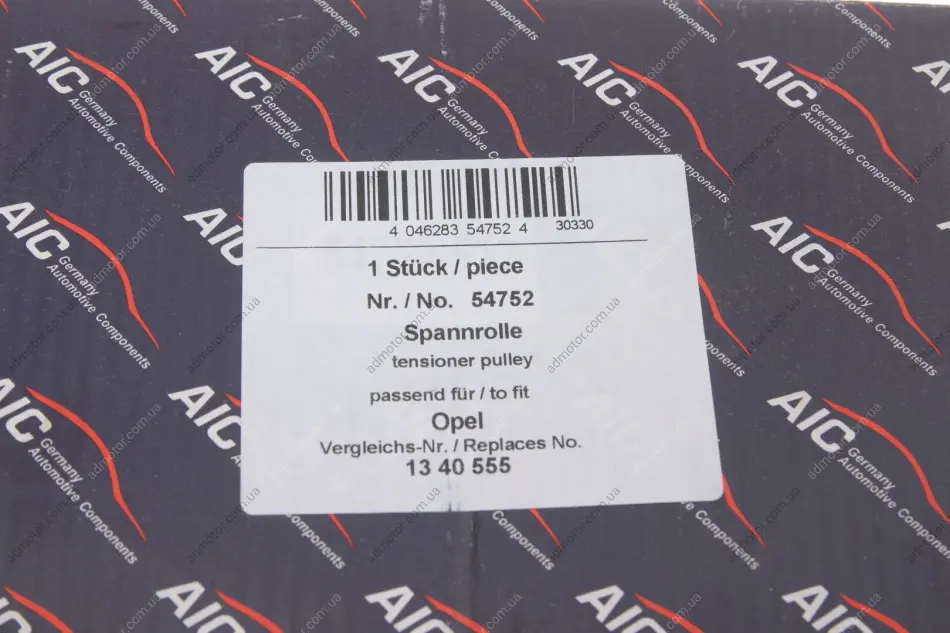 AIC
Germany
Automotive Components
4 046283 54752 4 30330
1 Stück / piece
Nr. / No. 54752
Spannrolle
tensioner pulley
passend für / to fit
Opel
Vergleichs-Nr. / Replaces No.
13 40 555
admotor.com.ua